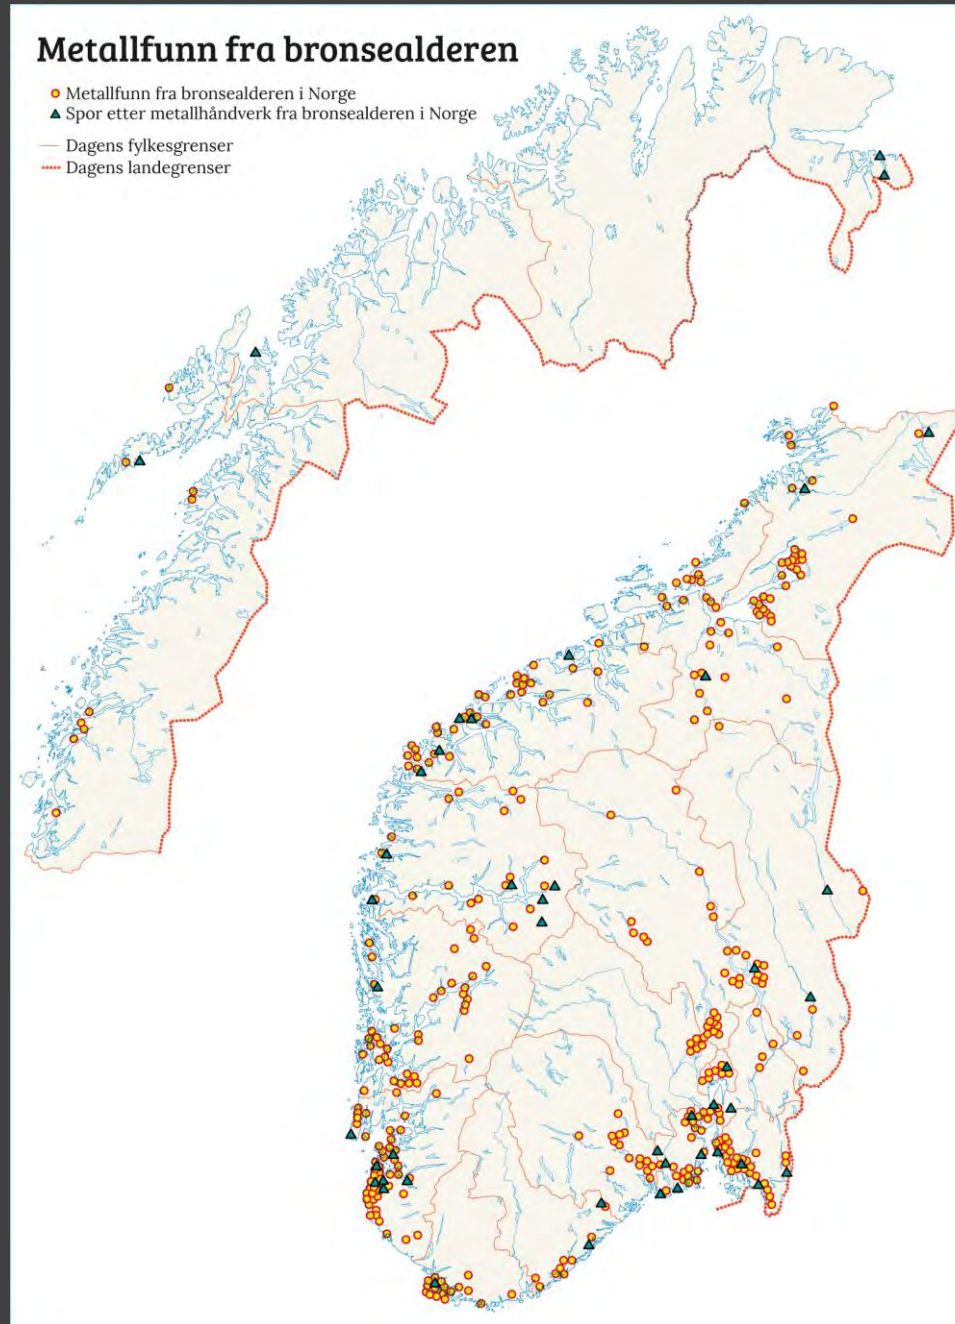 Metallfunn fra bronsealderen
Metallfunn fra bronsealderen i Norge
Spor etter metallhåndverk fra bronsealderen i Norge
Dagens fylkesgrenser
Dagens landegrenser